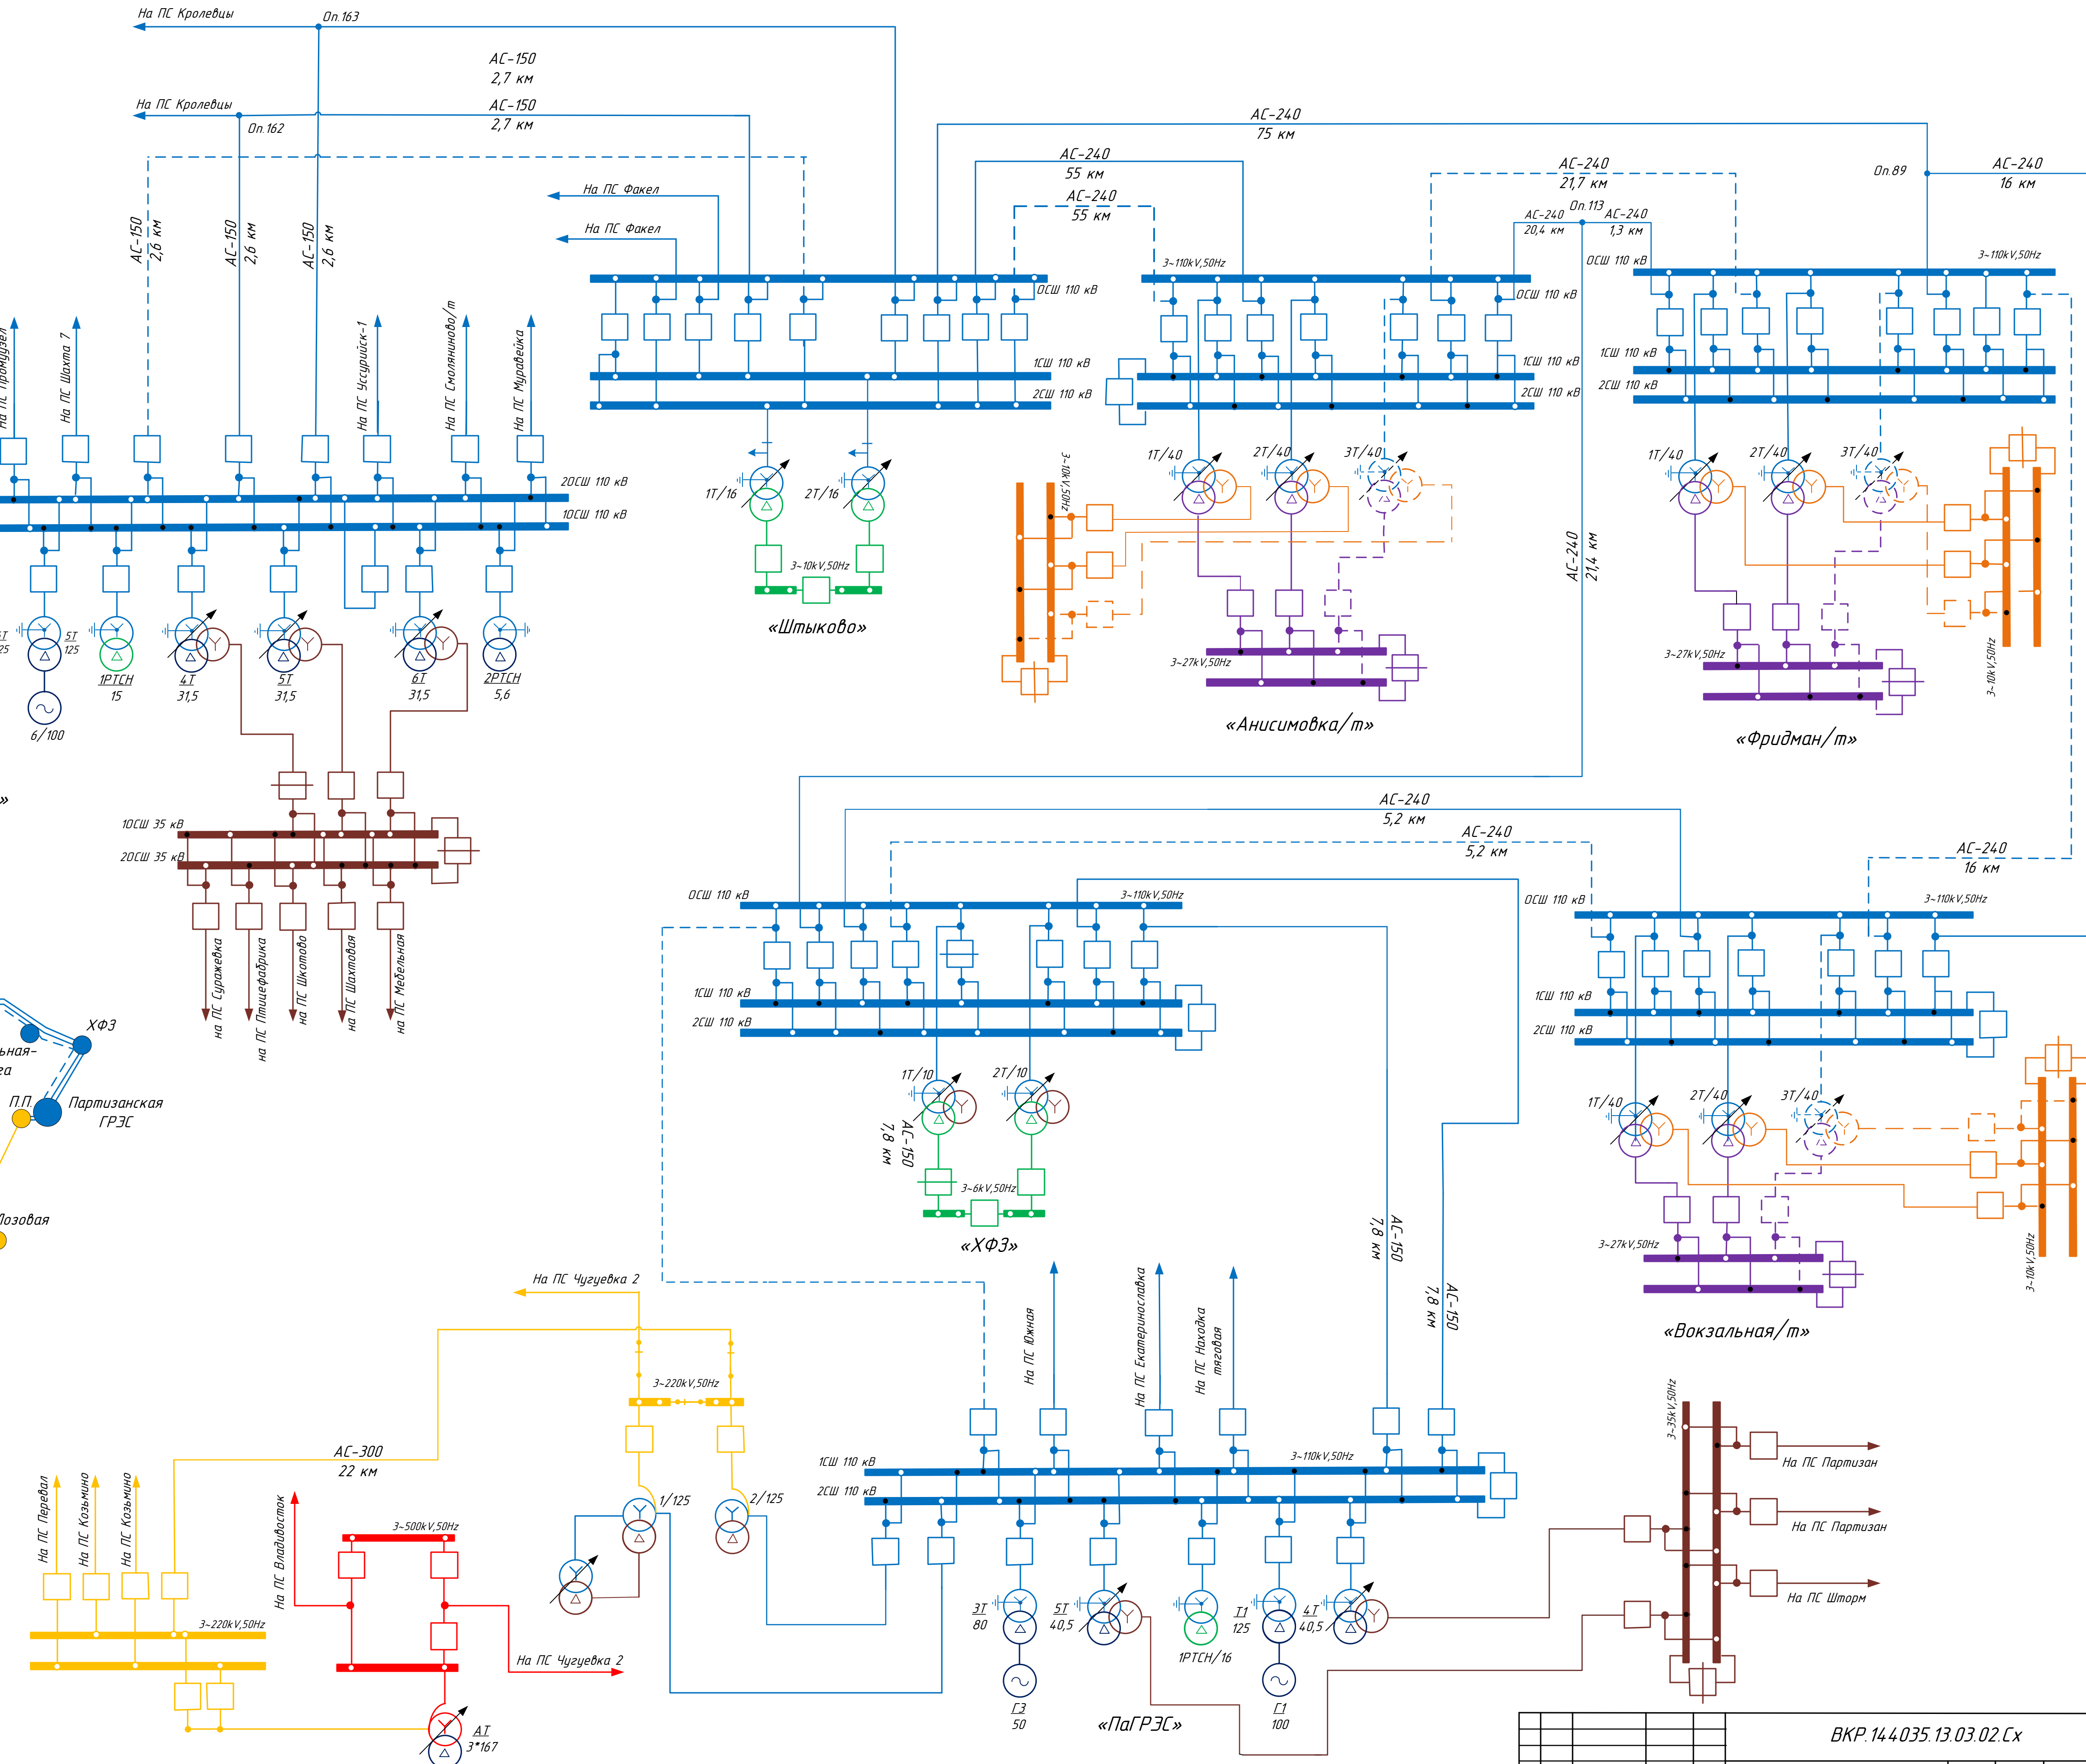 На ПС Кролевцы
Оп.163
АС-150
2,7 км
На ПС Кролевцы
Оп.162
АС-150
2,7 км
АС-240
75 км
АС-240
55 км
АС-240
55 км
АС-240
21,7 км
Оп.89
АС-240
16 км
На ПС Факел
На ПС Факел
Оп.113
АС-240
20,4 км
АС-240
1,3 км
АС-150
2,6 км
АС-150
2,6 км
АС-150
2,6 км
3~110kV,50Hz
ОСШ 110 кВ
3~110kV,50Hz
ОСШ 110 кВ
ОСШ 110 кВ
1СШ 110 кВ
2СШ 110 кВ
1СШ 110 кВ
2СШ 110 кВ
1СШ 110 кВ
2СШ 110 кВ
На ПС Промузел
На ПС Шахта 7
На ПС Уссурийск-1
На ПС Смоляниново/т
На ПС Муравейка
2ОСШ 110 кВ
1ОСШ 110 кВ
1Т/16
2Т/16
3~10kV,50Hz
«Штыково»
3~10kV,50Hz
1Т/40
2Т/40
3Т/40
3~27kV,50Hz
«Анисимовка/т»
1Т/40
2Т/40
3Т/40
3~27kV,50Hz
3~10kV,50Hz
«Фридман/т»
АС-240
21,4 км
5Т
125
6/100
1РТСН
15
4Т
31,5
5Т
31,5
6Т
31,5
2РТСН
5,6
»
1ОСШ 35 кВ
2ОСШ 35 кВ
на ПС Суражевка
на ПС Птицефабрика
на ПС Шкотово
на ПС Шахтовая
на ПС Мебельная
АС-240
5,2 км
АС-240
5,2 км
АС-240
16 км
ОСШ 110 кВ
3~110kV,50Hz
1СШ 110 кВ
2СШ 110 кВ
1Т/10
2Т/10
АС-150
7,8 км
3~6kV,50Hz
«ХФЗ»
ОСШ 110 кВ
3~110kV,50Hz
1СШ 110 кВ
2СШ 110 кВ
1Т/40
2Т/40
3Т/40
3~27kV,50Hz
3~10kV,50Hz
«Вокзальная/т»
ХФЗ
П.П.
Партизанская
ГРЭС
АС-150
7,8 км
АС-150
7,8 км
На ПС Чугуевка 2
3~220kV,50Hz
АС-300
22 км
На ПС Перевал
На ПС Козьмино
На ПС Козьмино
3~220kV,50Hz
На ПС Владивосток
3~500kV,50Hz
На ПС Чугуевка 2
АТ
3*167
1/125
2/125
На ПС Южная
На ПС Екатеринославка
На ПС Находка
тяговая
1СШ 110 кВ
3~110kV,50Hz
2СШ 110 кВ
3Т
80
5Т
40,5
1РТСН/16
Т1
125
4Т
40,5
Г3
50
Г1
100
«ПаГРЭС»
3~35kV,50Hz
На ПС Партизан
На ПС Партизан
На ПС Шторм
ВКР.144035.13.03.02.Сх